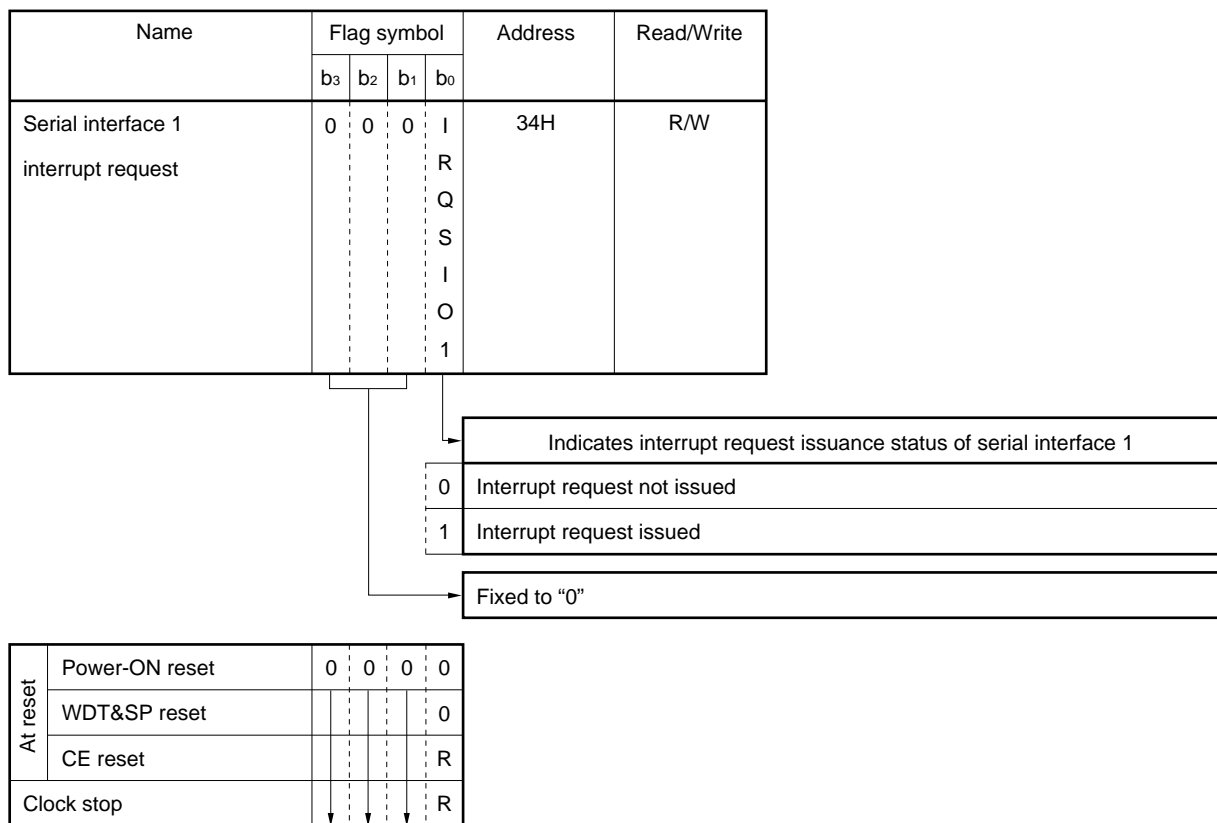 Name Flag symbol Address Read/Write
b3 b2 b1 b0
Serial interface 1 0 0 0 I 34H R/W
interrupt request R
Q
S
I
O
1
Indicates interrupt request issuance status of serial interface 1
0 Interrupt request not issued
1 Interrupt request issued
Fixed to “0”
At reset
Power-ON reset 0 0 0 0
WDT&SP reset 0
CE reset R
Clock stop R